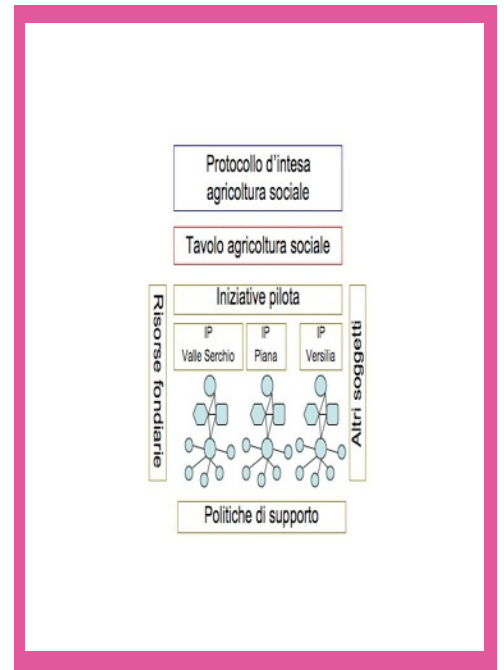 Protocollo d'intesa
agricoltura sociale
Tavolo agricoltura sociale
Risorse fondiarie
Iniziative pilota
IP
Valle Serchio
IP
Piana
IP
Versilia
Altri soggetti
Politiche di supporto